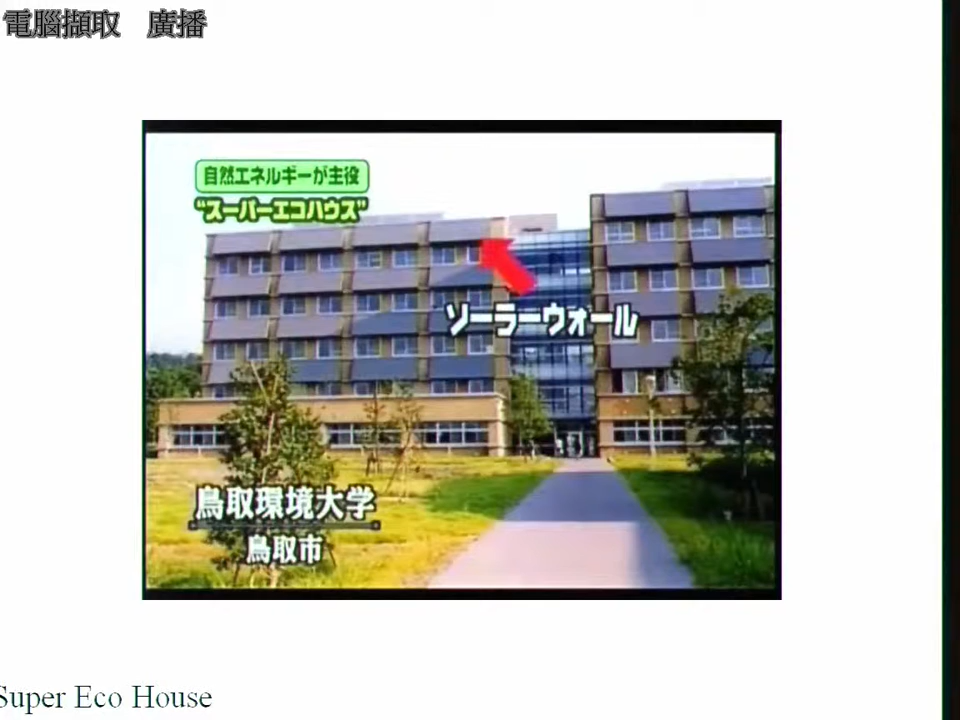 電腦擷取 廣播
自然エネルギーが主役
“スーパーエコハウス”
ソーラーウォール
鳥取環境大学
鳥取市
Super Eco House